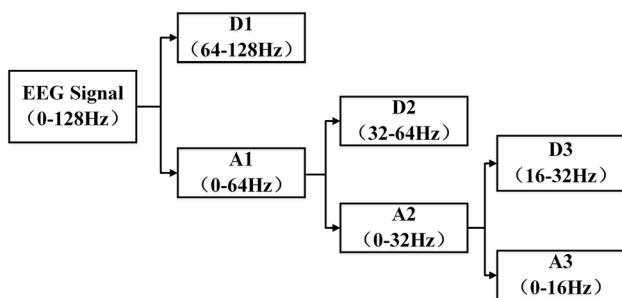 D1
（64-128Hz）
EEG Signal
（0-128Hz）
A1
（0-64Hz）
D2
（32-64Hz）
A2
（0-32Hz）
D3
（16-32Hz）
A3
（0-16Hz）